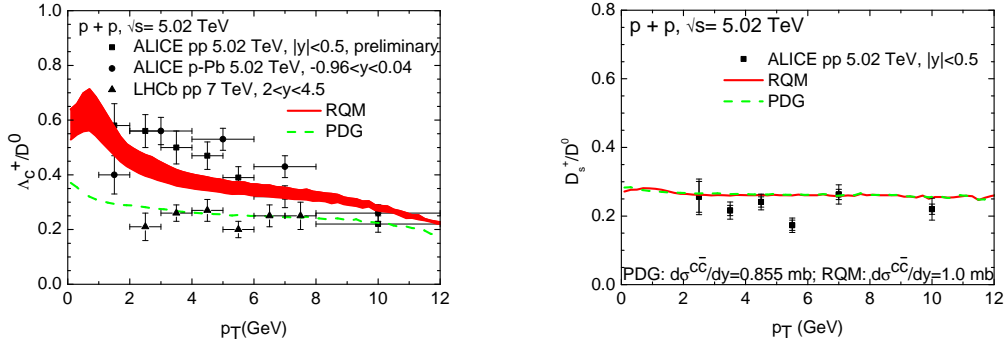 p + p, √s= 5.02 TeV
ALICE pp 5.02 TeV, |y|<0.5, preliminary
ALICE p-Pb 5.02 TeV, -0.96<y<0.04
LHCb pp 7 TeV, 2<y<4.5
RQM
PDG
Λc+/D0
1.0
0.8
0.6
0.4
0.2
0.0
0 2 4 6 8 10 12
pT(GeV)
p + p, √s= 5.02 TeV
ALICE pp 5.02 TeV, |y|<0.5
RQM
PDG
Ds+/D0
0.8
0.6
0.4
0.2
0.0
PDG: dσcc̅/dy=0.855 mb; RQM: dσcc̅/dy=1.0 mb
0 2 4 6 8 10 12
pT (GeV)